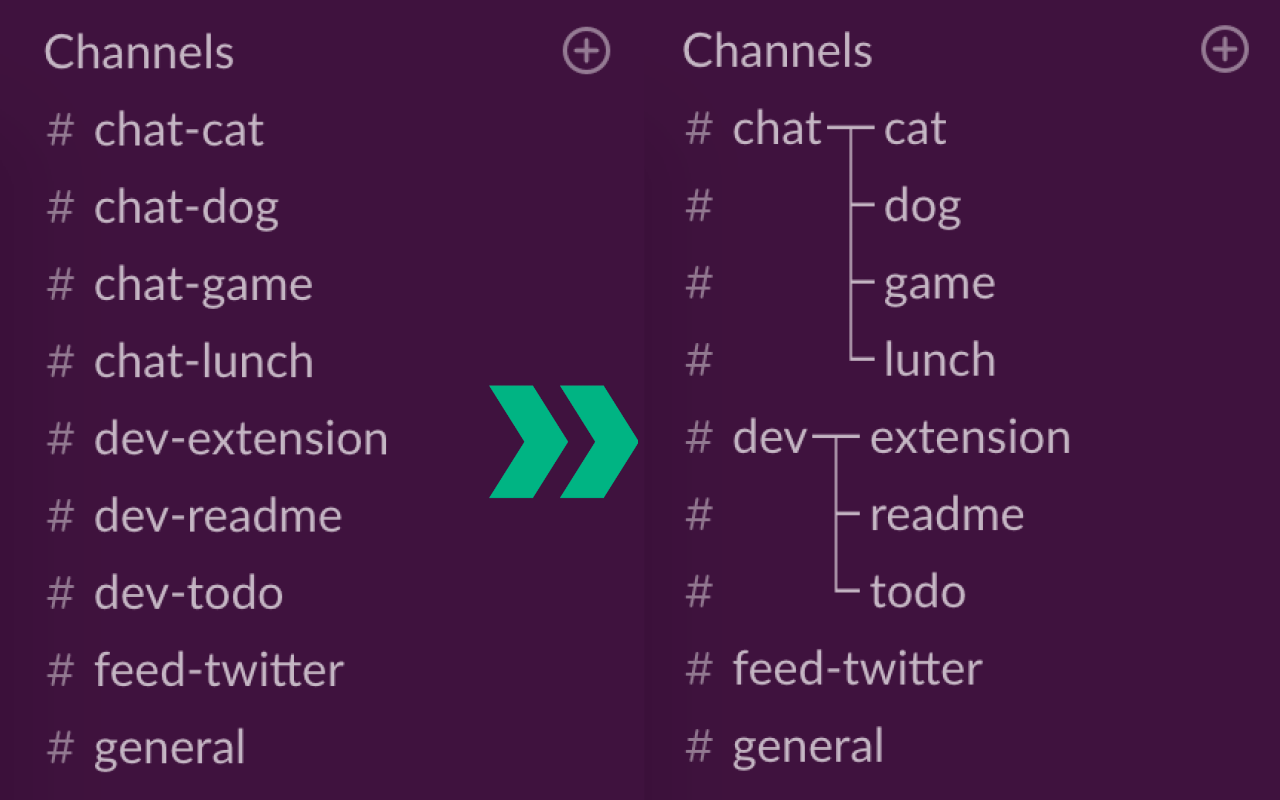 Channels
# chat-cat
# chat-dog
# chat-game
# chat-lunch
# dev-extension
# dev-readme
# dev-todo
# feed-twitter
# general
Channels
# chat cat
# dog
# game
# lunch
# dev extension
# readme
# todo
# feed-twitter
# general